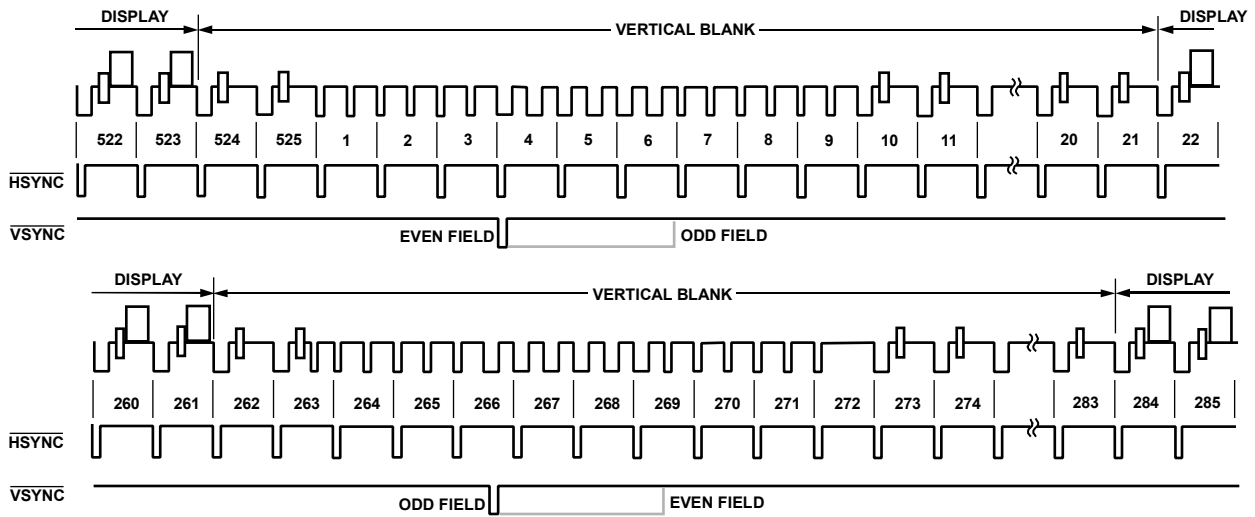 DISPLAY VERTICAL BLANK DISPLAY
522 523 524 525 1 2 3 4 5 6 7 8 9 10 11 20 21 22
HSYNC
VSYNC EVEN FIELD ODD FIELD
DISPLAY VERTICAL BLANK DISPLAY
260 261 262 263 264 265 266 267 268 269 270 271 272 273 274 283 284 285
HSYNC
VSYNC ODD FIELD EVEN FIELD